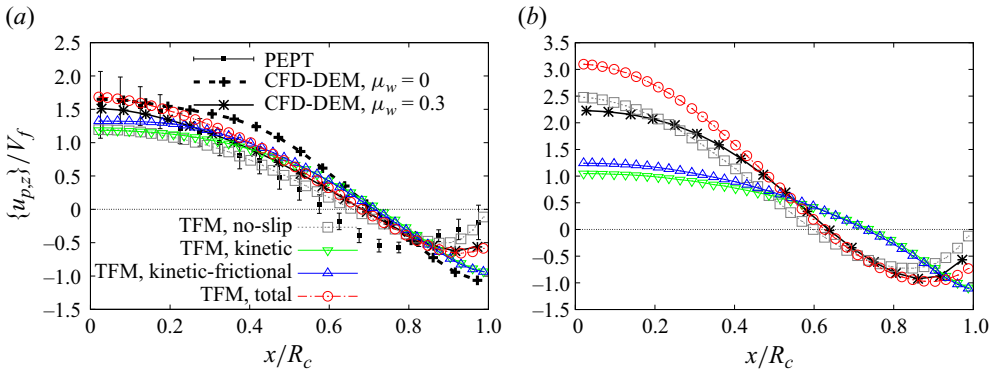 (a)
(b)
2.5
2.0
1.5
1.0
0.5
0
−0.5
−1.0
−1.5
{u_{p,z}}/V_f
PEPT
CFD-DEM, μ_w = 0
CFD-DEM, μ_w = 0.3
TFM, no-slip
TFM, kinetic
TFM, kinetic-frictional
TFM, total
0 0.2 0.4 0.6 0.8 1.0
x/R_c
3.5
3.0
2.5
2.0
1.5
1.0
0.5
0
−0.5
−1.0
−1.5
0 0.2 0.4 0.6 0.8 1.0
x/R_c